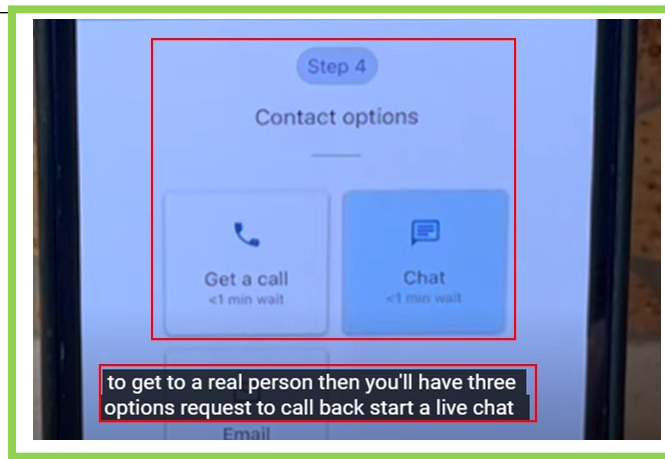 Step 4
Contact options
Get a call
<1 min wait
Chat
<1 min wait
to get to a real person then you'll have three
options request to call back start a live chat
Email